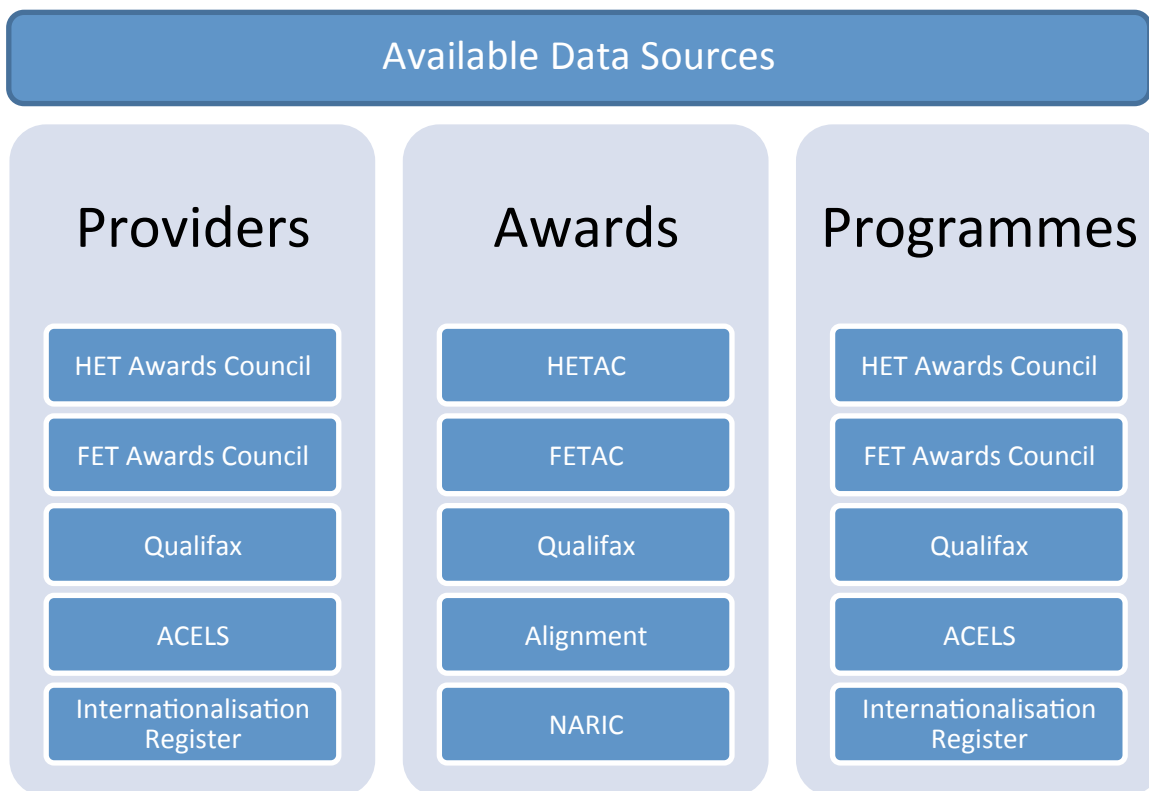 Available Data Sources
Providers
HET Awards Council
FET Awards Council
Qualifax
ACELS
Internationalisation
Register
Awards
HETAC
FETAC
Qualifax
Alignment
NARIC
Programmes
HET Awards Council
FET Awards Council
Qualifax
ACELS
Internationalisation
Register